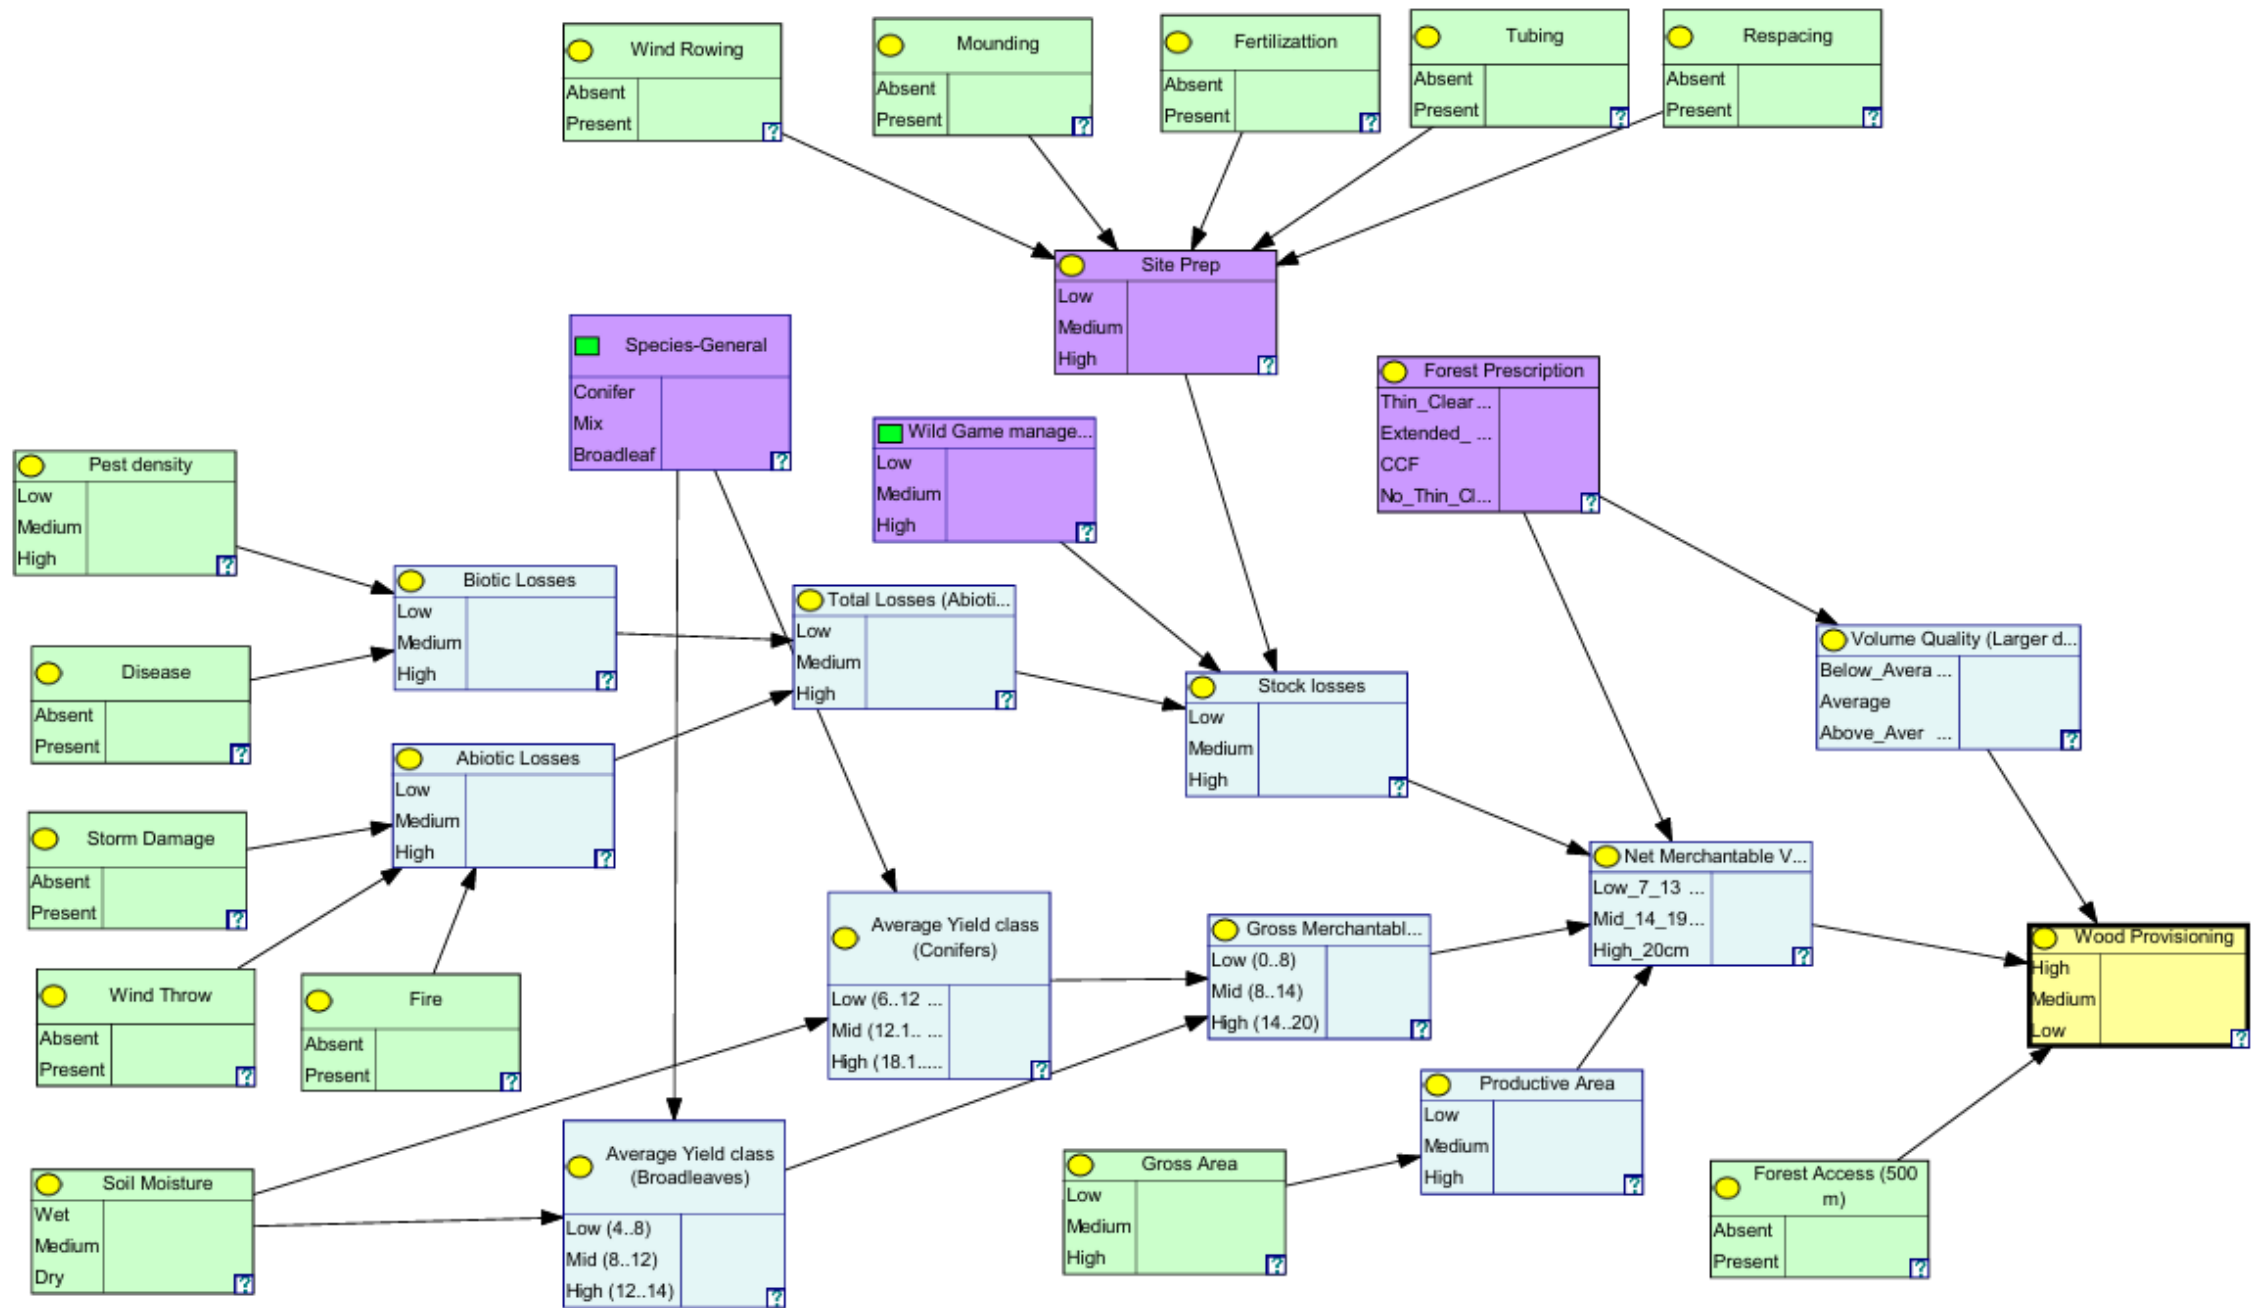 Wind Rowing
Absent
Present
?
Mounding
Absent
Present
?
Fertilizattion
Absent
Present
?
Tubing
Absent
Present
?
Respacing
Absent
Present
?
Site Prep
Low
Medium
High
?
Species-General
Conifer
Mix
Broadleaf
?
Forest Prescription
Thin_Clear ...
Extended_ ...
CCF
No_Thin_Cl...
?
Wild Game manage...
Low
Medium
High
?
Pest density
Low
Medium
High
?
Biotic Losses
Low
Medium
High
?
Total Losses (Abioti...
Low
Medium
High
?
Volume Quality (Larger d...
Below_Avera ...
Average
Above_Aver ...
?
Disease
Absent
Present
?
Stock losses
Low
Medium
High
?
Abiotic Losses
Low
Medium
High
?
Storm Damage
Absent
Present
?
Net Merchantable V...
Low_7_13 ...
Mid_14_19...
High_20cm
?
Average Yield class
(Conifers)
Low (6..12 ...
Mid (12.1.. ...
High (18.1.....
?
Gross Merchantabl...
Low (0..8)
Mid (8..14)
High (14..20)
?
Wood Provisioning
High
Medium
Low
?
Wind Throw
Absent
Present
?
Fire
Absent
Present
?
Productive Area
Low
Medium
High
?
Average Yield class
(Broadleaves)
Low (4..8)
Mid (8..12)
High (12..14)
?
Gross Area
Low
Medium
High
?
Forest Access (500
m)
Absent
Present
?
Soil Moisture
Wet
Medium
Dry
?